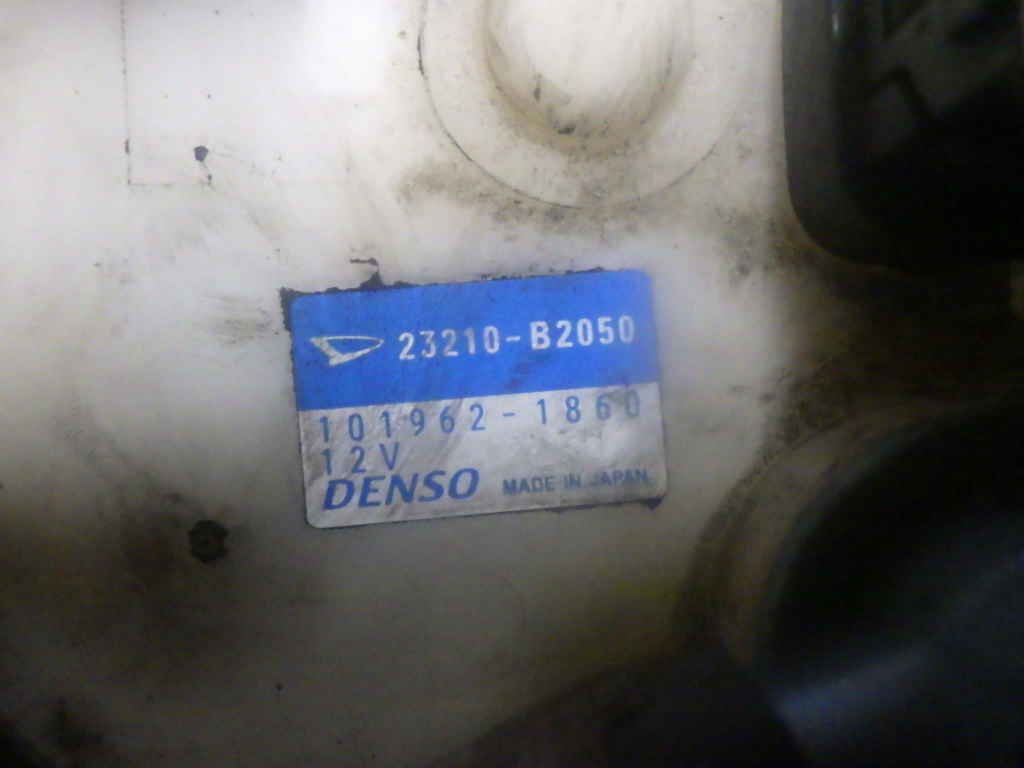 23210-B2050
101962-1860
12V
DENSO MADE IN JAPAN